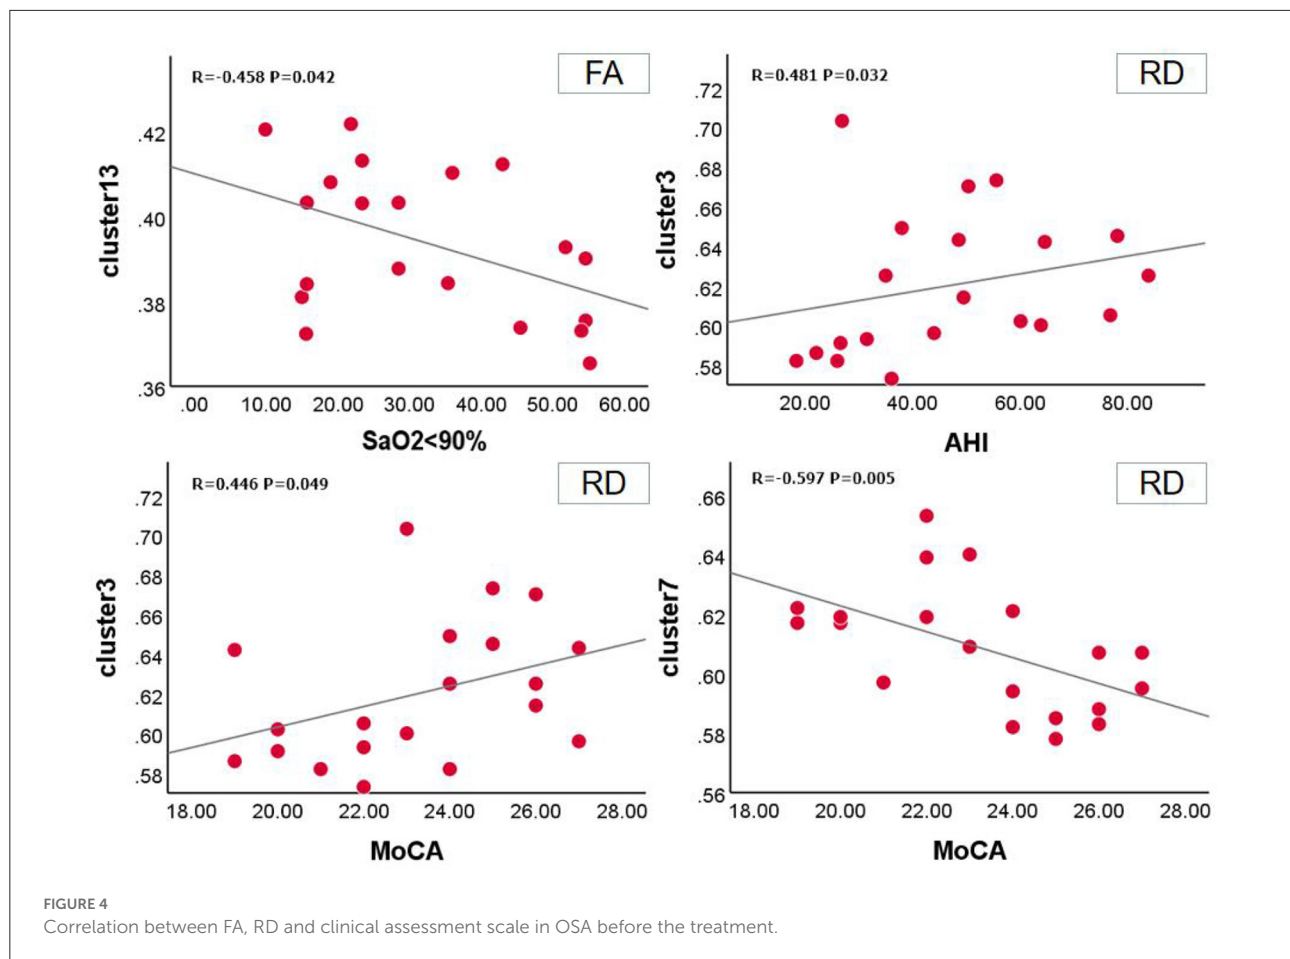 R=-0.458 P=0.042
FA
.42
.40
.38
.36
cluster13
.00 10.00 20.00 30.00 40.00 50.00 60.00
SaO2<90%
R=0.481 P=0.032
RD
.72
.70
.68
.66
.64
.62
.60
.58
cluster3
20.00 40.00 60.00 80.00
AHI
R=0.446 P=0.049
RD
.72
.70
.68
.66
.64
.62
.60
.58
cluster3
18.00 20.00 22.00 24.00 26.00 28.00
MoCA
R=-0.597 P=0.005
RD
.66
.64
.62
.60
.58
.56
cluster7
18.00 20.00 22.00 24.00 26.00 28.00
MoCA
FIGURE 4
Correlation between FA, RD and clinical assessment scale in OSA before the treatment.